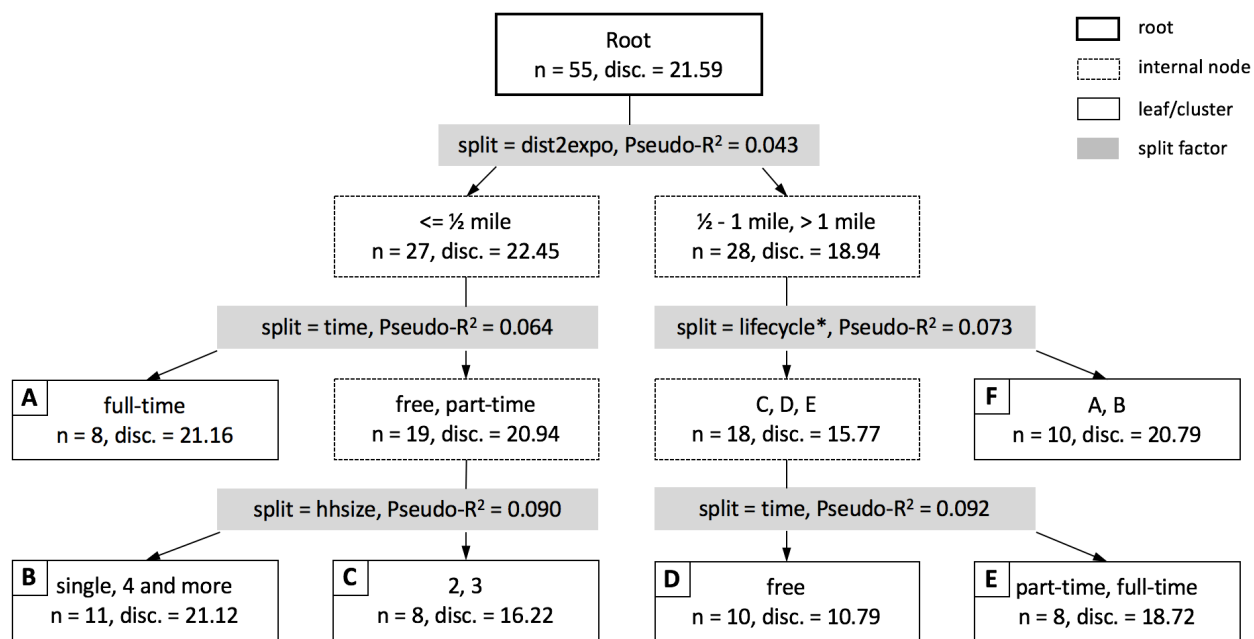 Root
n = 55, disc. = 21.59
root
internal node
leaf/cluster
split factor
split = dist2expo, Pseudo-R² = 0.043
<= ½ mile
n = 27, disc. = 22.45
½ - 1 mile, > 1 mile
n = 28, disc. = 18.94
split = time, Pseudo-R² = 0.064
split = lifecycle*, Pseudo-R² = 0.073
A
full-time
n = 8, disc. = 21.16
free, part-time
n = 19, disc. = 20.94
C, D, E
n = 18, disc. = 15.77
F
A, B
n = 10, disc. = 20.79
split = hhsize, Pseudo-R² = 0.090
split = time, Pseudo-R² = 0.092
B
single, 4 and more
n = 11, disc. = 21.12
C
2, 3
n = 8, disc. = 16.22
D
free
n = 10, disc. = 10.79
E
part-time, full-time
n = 8, disc. = 18.72